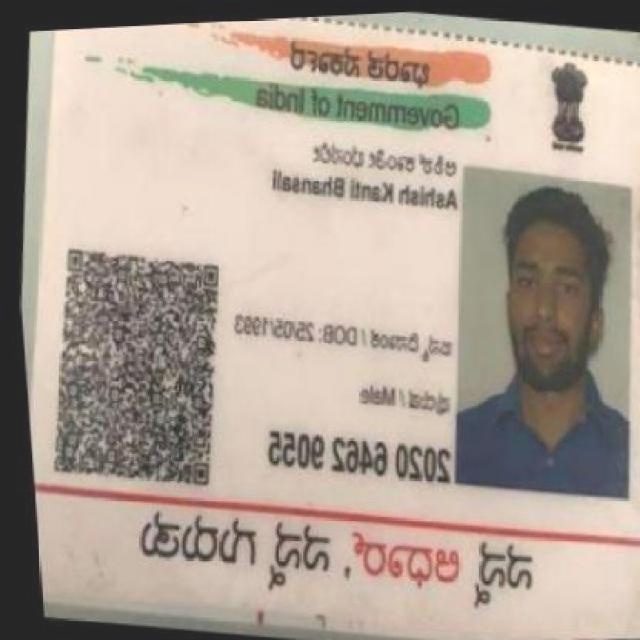 ಭಾರತ ಸರ್ಕಾರ
Government of India
Ashish Kanti Bhansali
ಜನ್ಮ ದಿನಾಂಕ / DOB: 25/05/1993
ಪುರುಷ / Male
2020 6462 9055
ನನ್ನ ಆಧಾರ್, ನನ್ನ ಗುರುತು